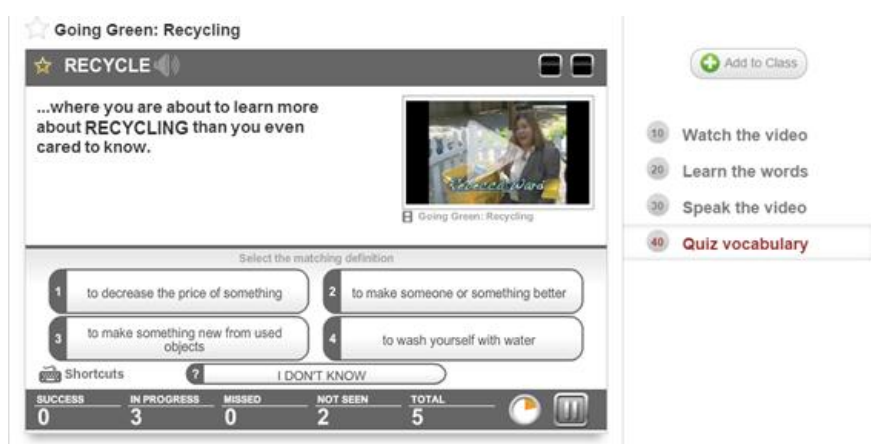 Going Green: Recycling
RECYCLE
...where you are about to learn more
about RECYCLING than you even
cared to know.
Rebecca Ward
Going Green: Recycling
Select the matching definition
1 to decrease the price of something
2 to make someone or something better
3 to make something new from used
objects
4 to wash yourself with water
Shortcuts
? I DON'T KNOW
SUCCESS IN PROGRESS MISSED NOT SEEN TOTAL
0 3 0 2 5
Add to Class
10 Watch the video
20 Learn the words
30 Speak the video
40 Quiz vocabulary